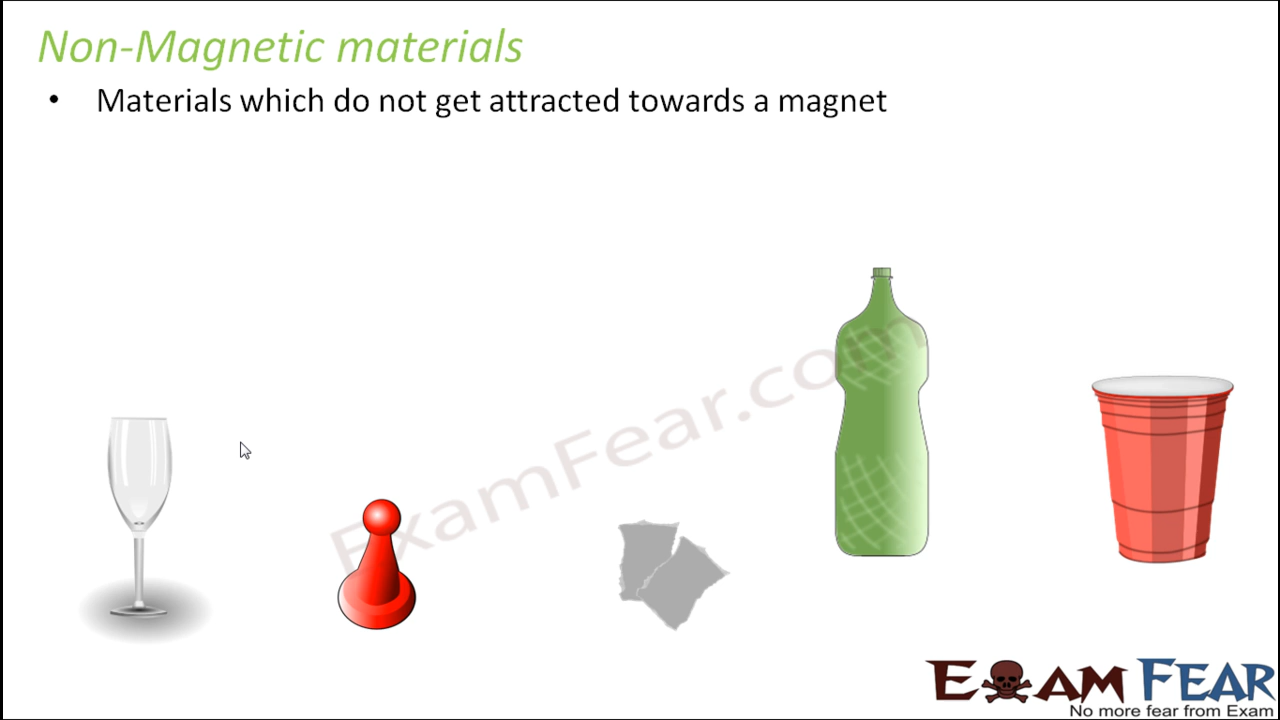 Non-Magnetic materials
• Materials which do not get attracted towards a magnet
ExamFear.com
EXAM FEAR
No more fear from Exam